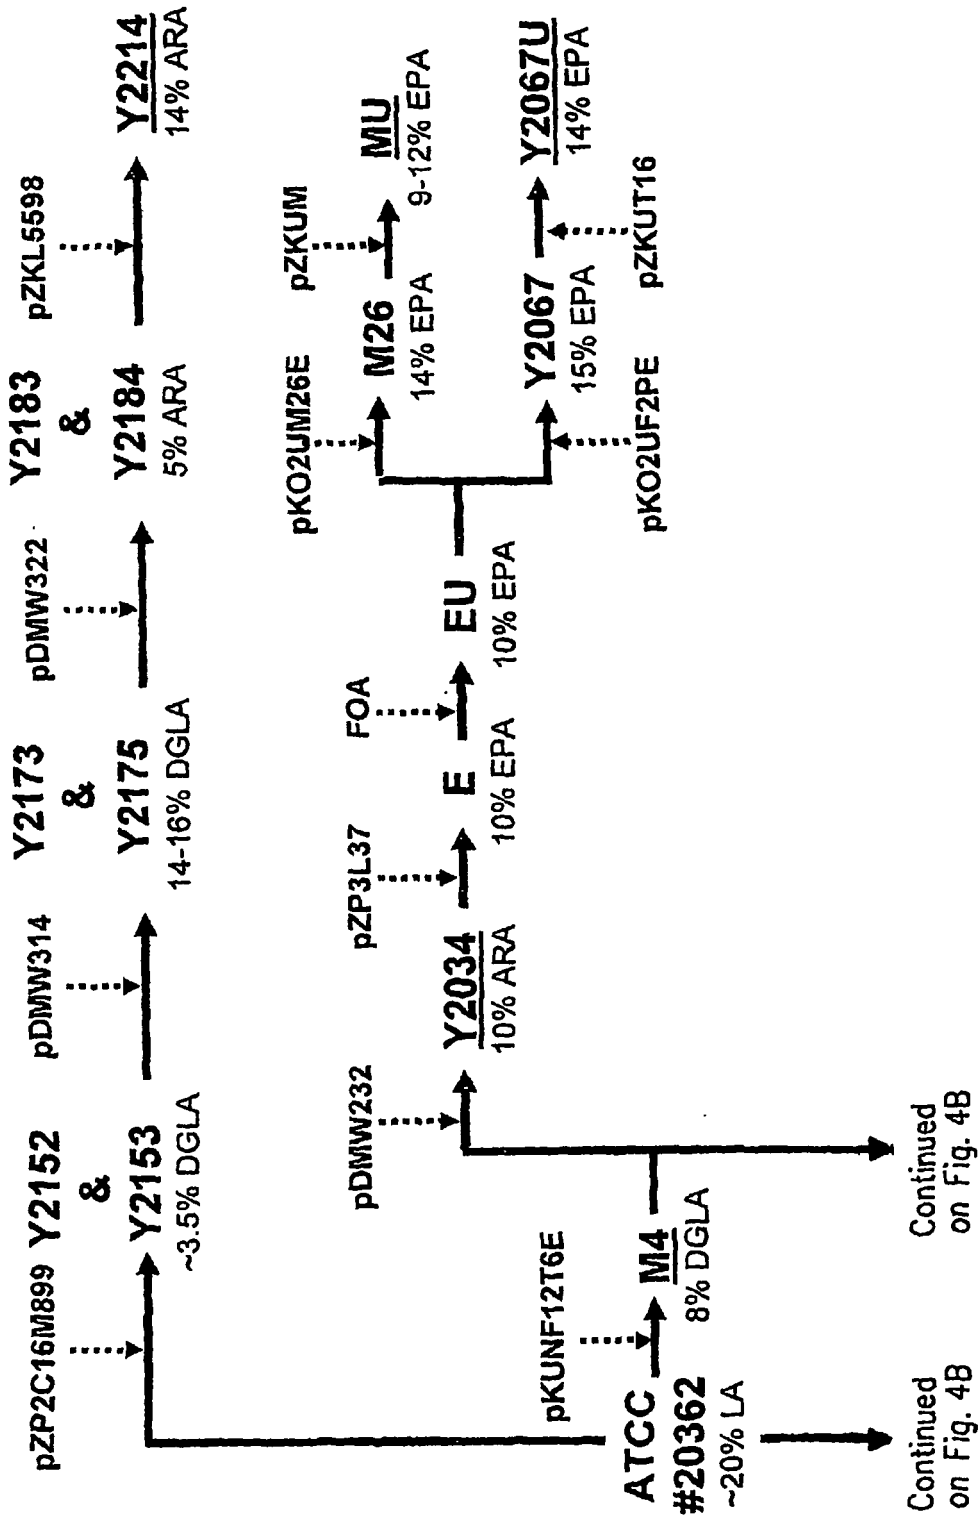 pZP2C16M899
Y2152
&
Y2153
~3.5% DGLA
pDMW314
Y2173
&
Y2175
14-16% DGLA
pDMW322
Y2183
&
Y2184
5% ARA
pZKL5598
Y2214
14% ARA
ATCC
#20362
~20% LA
pKUNF12T6E
M4
8% DGLA
pDMW232
Y2034
10% ARA
pZP3L37
E
10% EPA
FOA
EU
10% EPA
pKO2UM26E
M26
14% EPA
pZKUM
MU
9-12% EPA
pKO2UF2PE
Y2067
15% EPA
pZKUT16
Y2067U
14% EPA
Continued
on Fig. 4B
Continued
on Fig. 4B